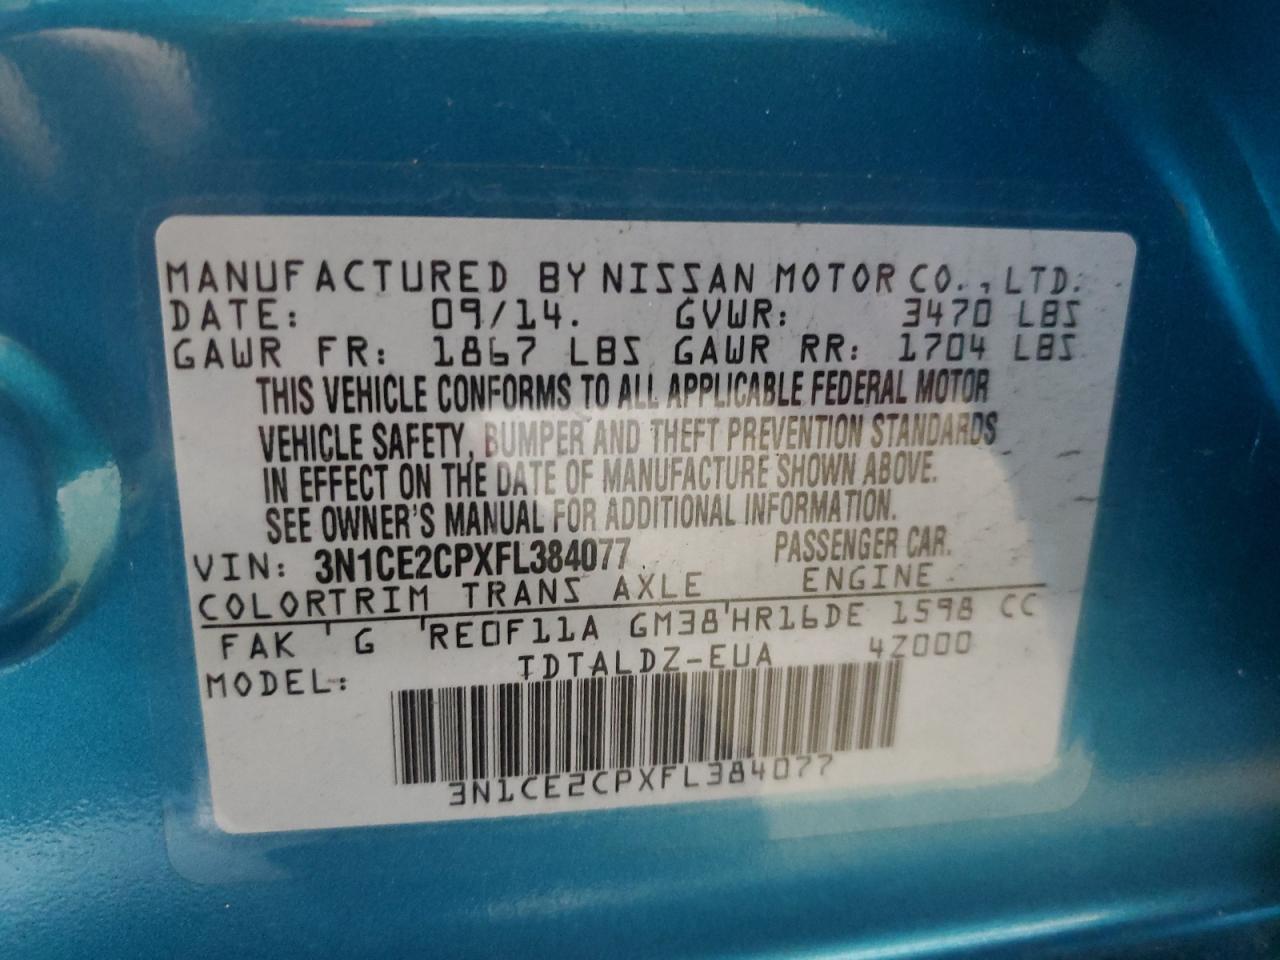 MANUFACTURED BY NISSAN MOTOR CO., LTD.
DATE: 09/14. GVWR: 3470 LBS
GAWR FR: 1867 LBS GAWR RR: 1704 LBS
THIS VEHICLE CONFORMS TO ALL APPLICABLE FEDERAL MOTOR
VEHICLE SAFETY, BUMPER AND THEFT PREVENTION STANDARDS
IN EFFECT ON THE DATE OF MANUFACTURE SHOWN ABOVE.
SEE OWNER'S MANUAL FOR ADDITIONAL INFORMATION.
VIN: 3N1CE2CPXFL384077 PASSENGER CAR.
COLOR TRIM TRANS AXLE ENGINE
FAK G RE0F11A GM38 HR16DE 1598 CC
MODEL: TDTALDZ-EUA 4Z000
3N1CE2CPXFL384077